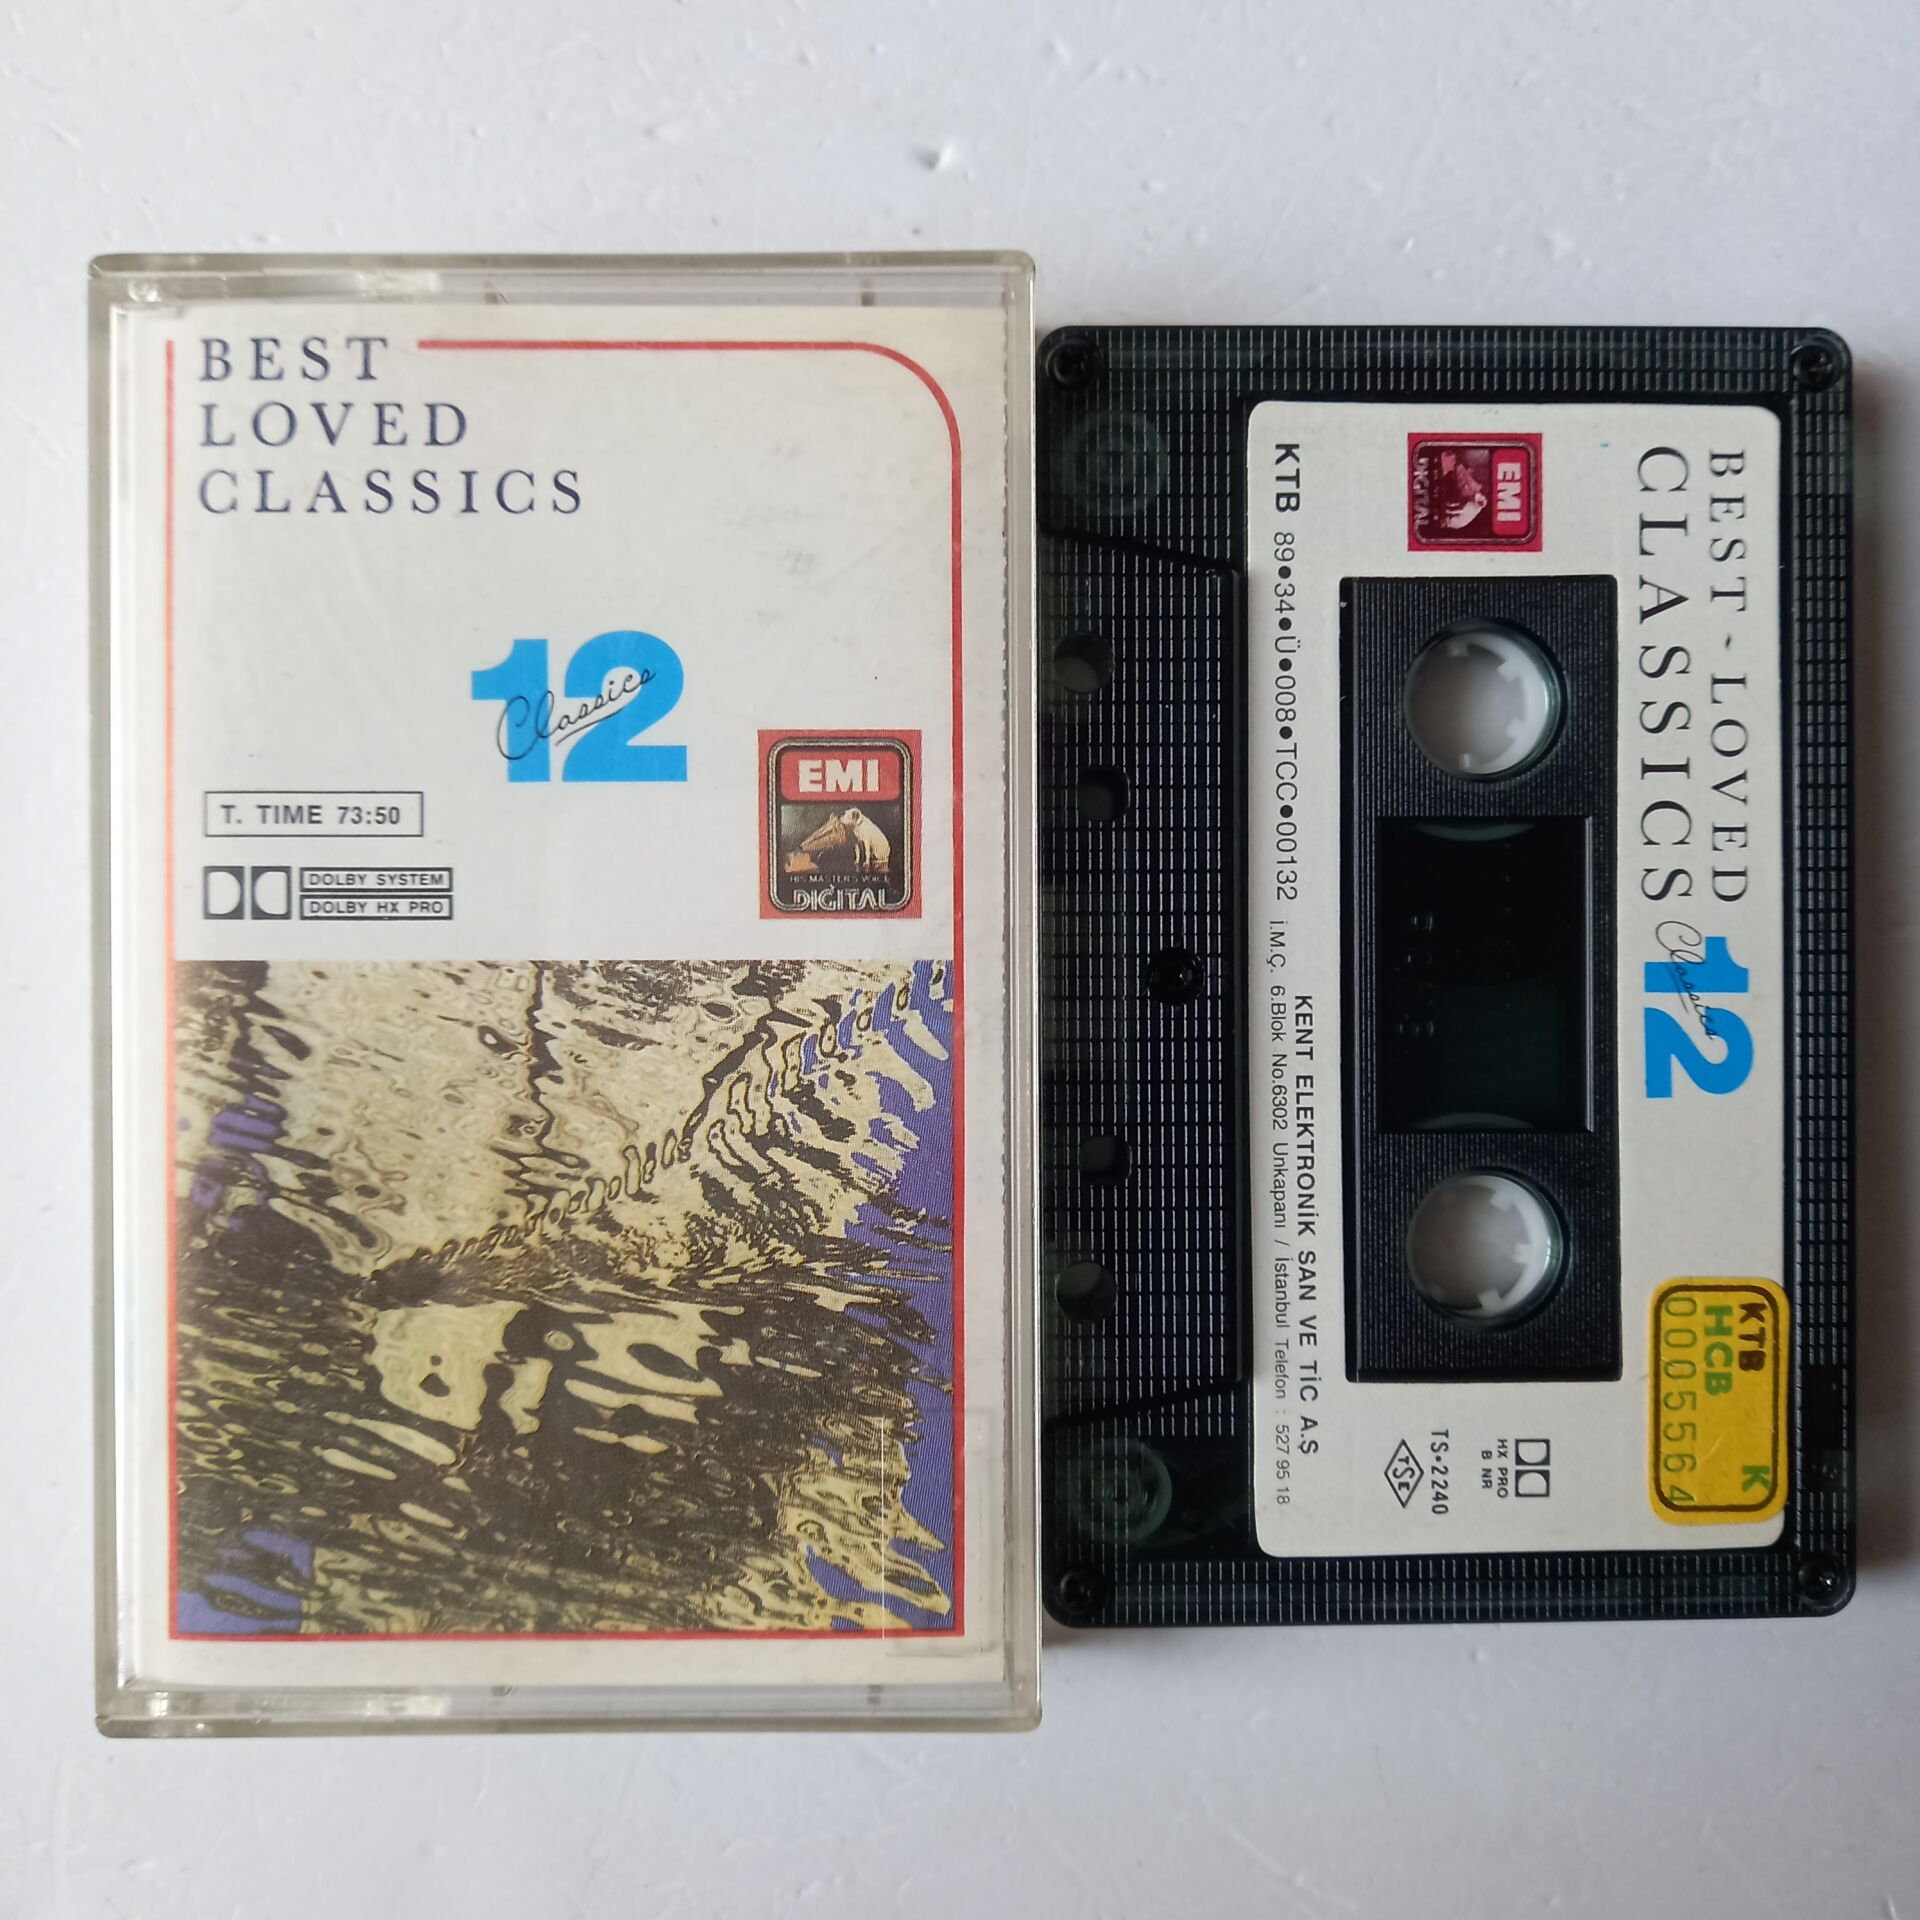 BEST
LOVED
CLASSICS
12
Classics
T. TIME 73:50
DOLBY SYSTEM
DOLBY HX PRO
EMI
HIS MASTER'S VOICE
DIGITAL
BEST - LOVED
CLASSICS
12
Classics
EMI
DIGITAL
KTB 89•34•Ü•008•TCC•00132
KENT ELEKTRONİK SAN VE TİC A.Ş
İ.M.Ç. 6.Blok No.6302 Unkapanı / İstanbul Telefon : 527 95 18
HX PRO
B NR
TS•2240
TSE
KTB K
HCB
0005564